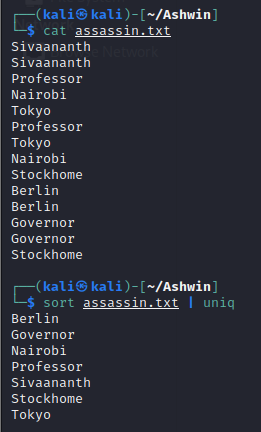 ┌──(kali㉿kali)-[~/Ashwin]
└─$ cat assassin.txt
Sivaananth
Sivaananth
Professor
Nairobi
Tokyo
Professor
Tokyo
Nairobi
Stockhome
Berlin
Berlin
Governor
Governor
Stockhome
┌──(kali㉿kali)-[~/Ashwin]
└─$ sort assassin.txt | uniq
Berlin
Governor
Nairobi
Professor
Sivaananth
Stockhome
Tokyo